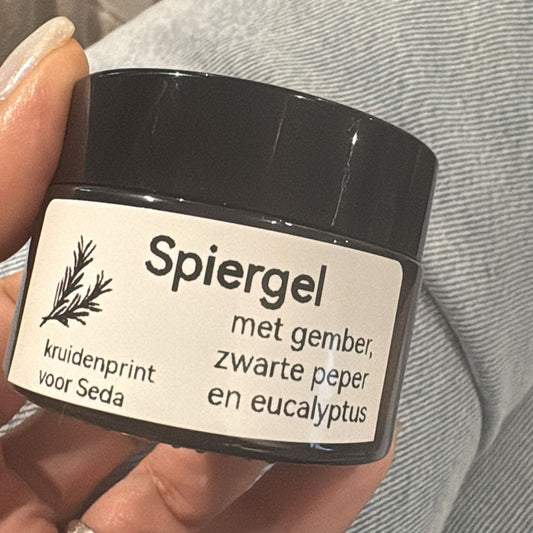 Spiergel
met gember,
zwarte peper
en eucalyptus
kruidenprint
voor Seda